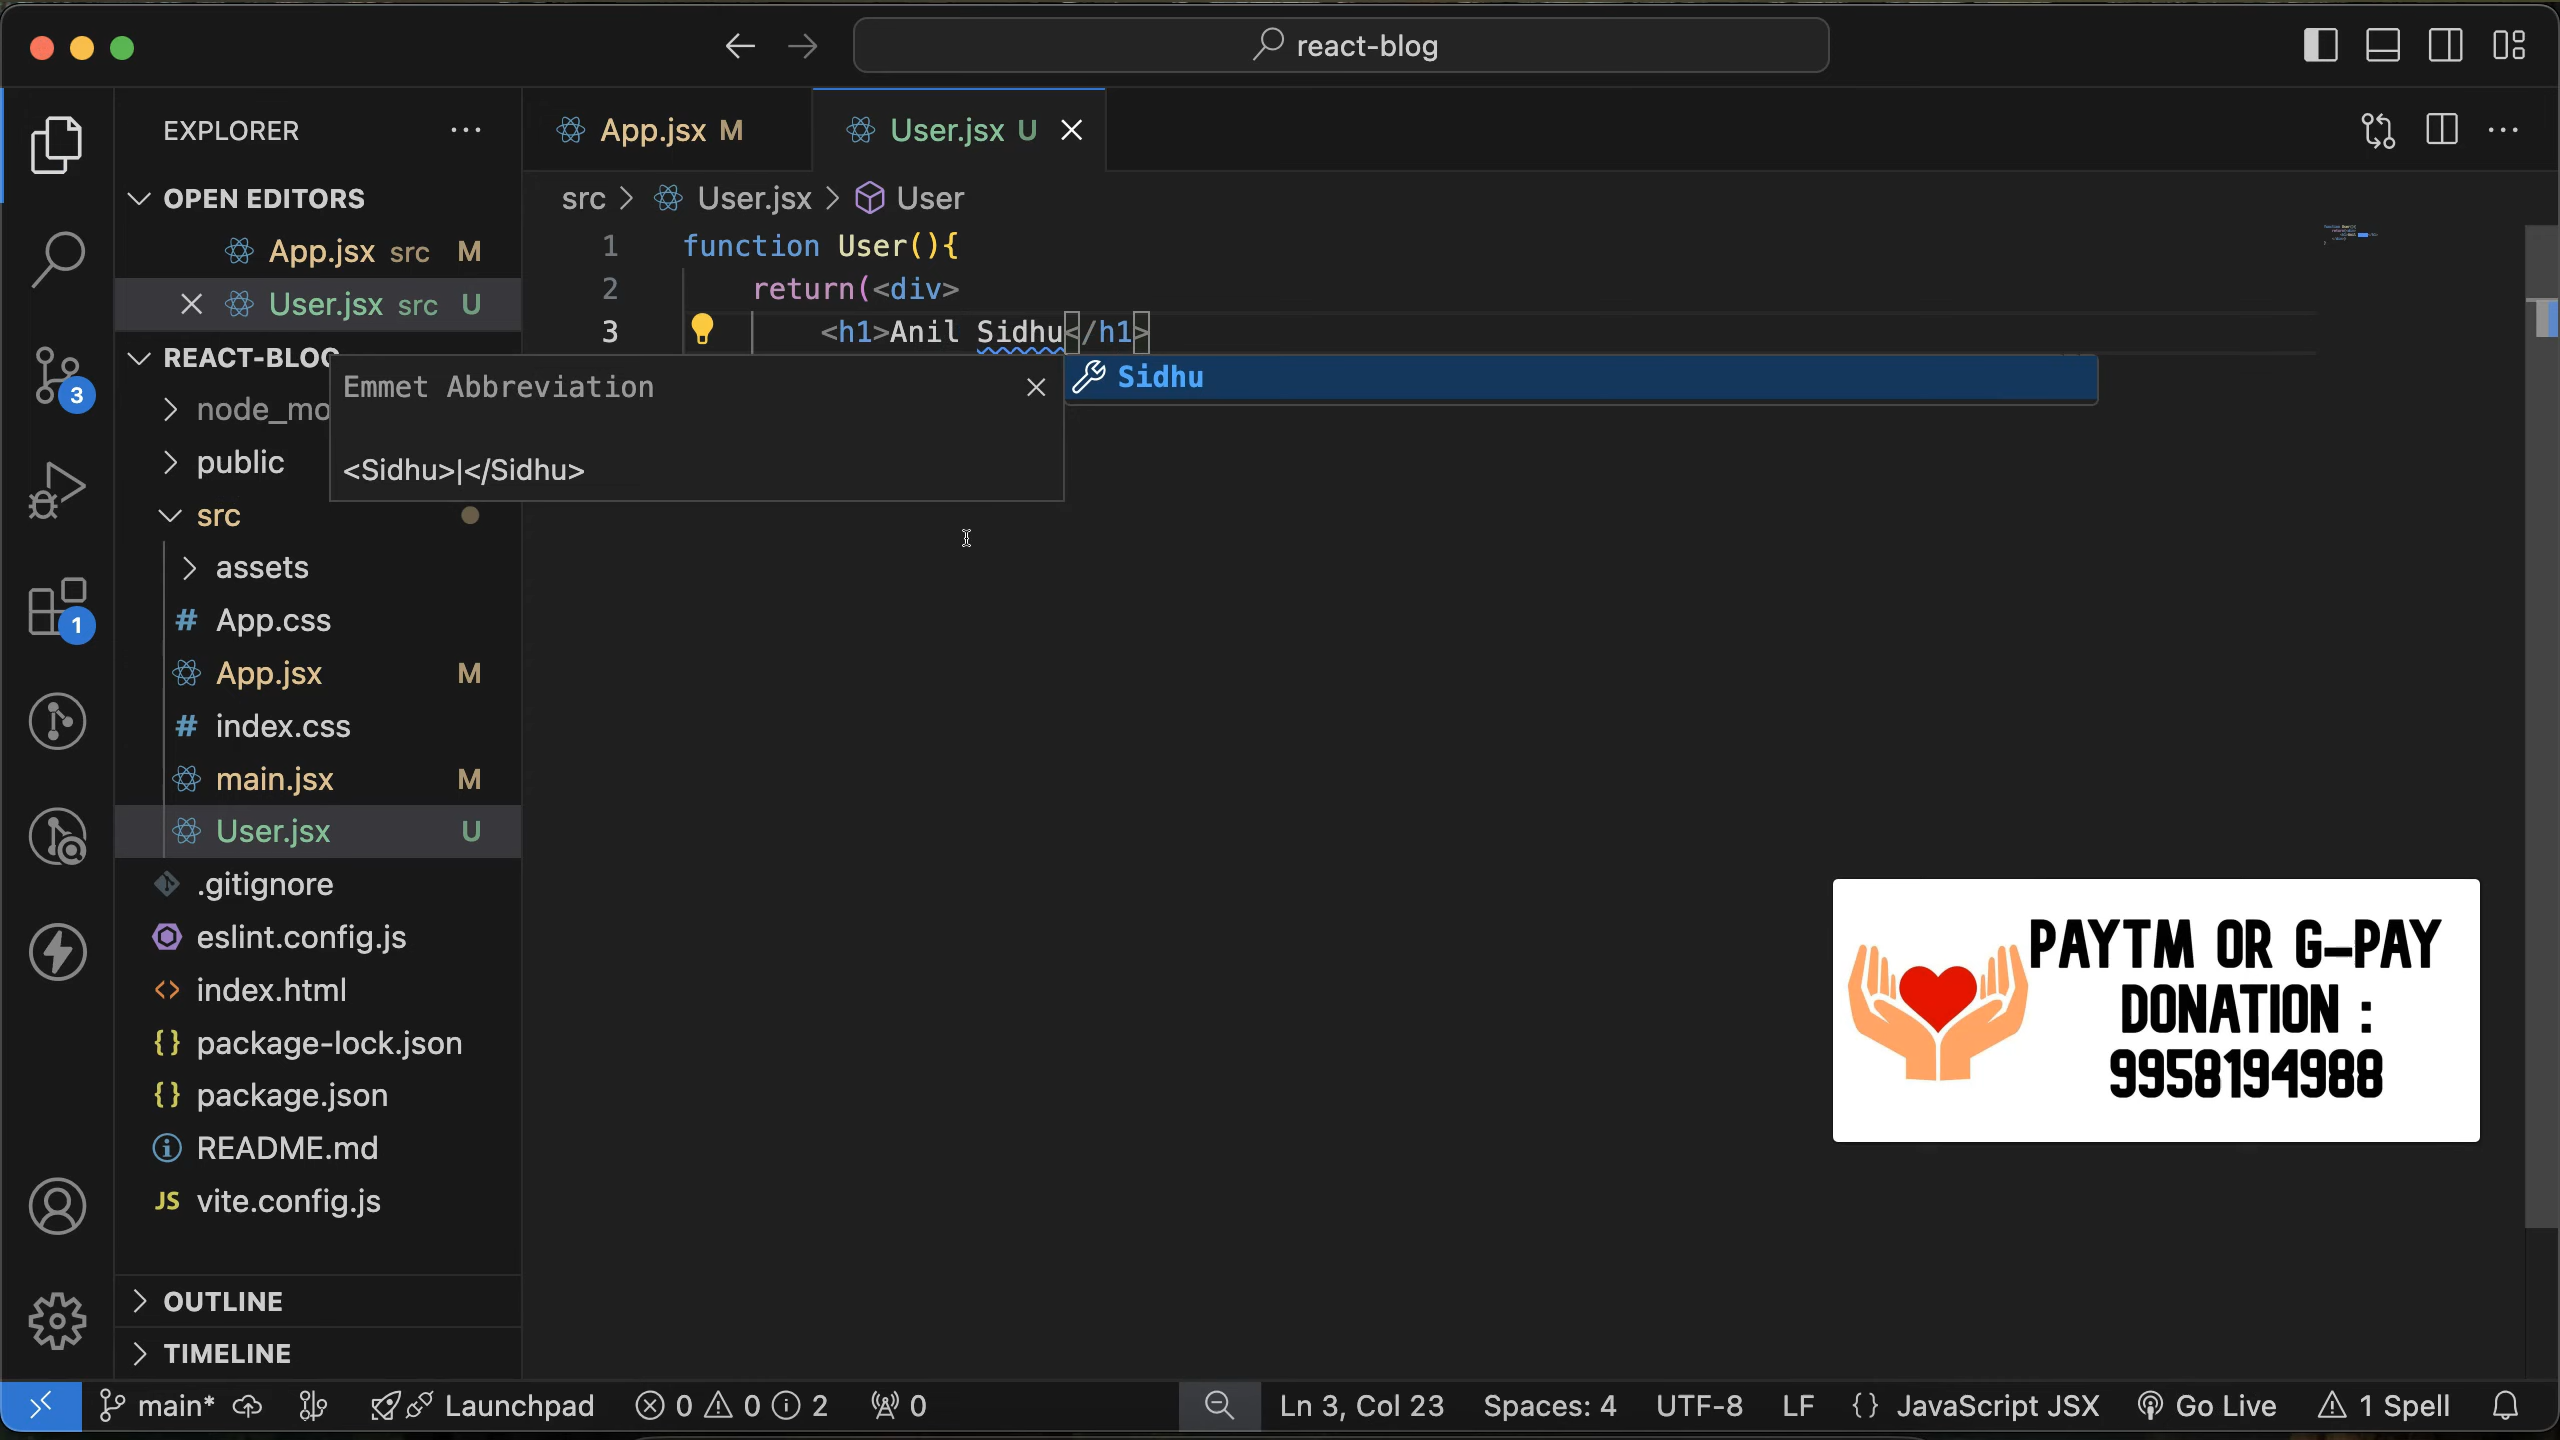 react-blog
EXPLORER
App.jsx M
User.jsx U
OPEN EDITORS
src > User.jsx > User
App.jsx src M
User.jsx src U
1 function User(){
2 return(<div>
3 <h1>Anil Sidhu</h1>
REACT-BLOG
Emmet Abbreviation
<Sidhu>|</Sidhu>
Sidhu
node_mo
public
src
assets
# App.css
App.jsx M
# index.css
main.jsx M
User.jsx U
.gitignore
eslint.config.js
<> index.html
{} package-lock.json
{} package.json
README.md
JS vite.config.js
3
1
PAYTM OR G-PAY
DONATION :
9958194988
OUTLINE
TIMELINE
main* Launchpad 0 0 2 0 Ln 3, Col 23 Spaces: 4 UTF-8 LF {} JavaScript JSX Go Live 1 Spell